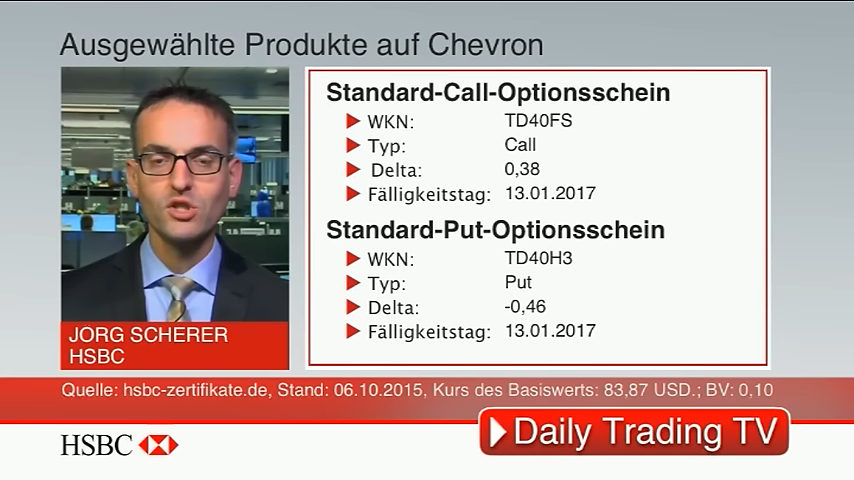 Ausgewählte Produkte auf Chevron
Standard-Call-Optionsschein
WKN: TD40FS
Typ: Call
Delta: 0,38
Fälligkeitstag: 13.01.2017
Standard-Put-Optionsschein
WKN: TD40H3
Typ: Put
Delta: -0,46
Fälligkeitstag: 13.01.2017
JÖRG SCHERER
HSBC
Quelle: hsbc-zertifikate.de, Stand: 06.10.2015, Kurs des Basiswerts: 83,87 USD.; BV: 0,10
HSBC
Daily Trading TV